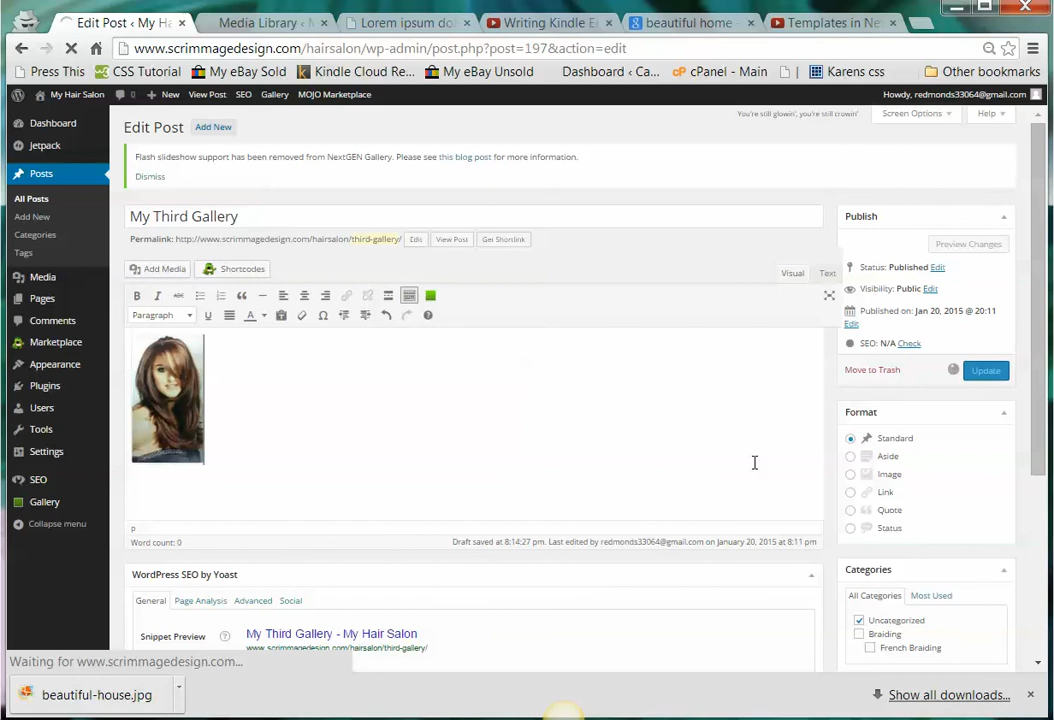 Edit Post ‹ My Ha
Media Library ‹ M
Lorem ipsum do
Writing Kindle E
beautiful home -
Templates in Ne
www.scrimmagedesign.com/hairsalon/wp-admin/post.php?post=197&action=edit
Press This
CSS Tutorial
My eBay Sold
Kindle Cloud Re...
My eBay Unsold
Dashboard ‹ Ca...
cPanel - Main
Karens css
Other bookmarks
My Hair Salon
0
New
View Post
SEO
Gallery
MOJO Marketplace
Howdy, redmonds33064@gmail.com
Dashboard
Jetpack
Posts
All Posts
Add New
Categories
Tags
Media
Pages
Comments
Marketplace
Appearance
Plugins
Users
Tools
Settings
SEO
Gallery
Collapse menu
Edit Post
Add New
You're still glowin', you're still crowin'
Screen Options
Help
Flash slideshow support has been removed from NextGEN Gallery. Please see this blog post for more information.
Dismiss
My Third Gallery
Permalink: http://www.scrimmagedesign.com/hairsalon/third-gallery/
Edit
View Post
Get Shortlink
Add Media
Shortcodes
Visual
Text
B
I
ABC
Paragraph
U
A
p
Word count: 0
Draft saved at 8:14:27 pm. Last edited by redmonds33064@gmail.com on January 20, 2015 at 8:11 pm
WordPress SEO by Yoast
General
Page Analysis
Advanced
Social
Snippet Preview
My Third Gallery - My Hair Salon
www.scrimmagedesign.com/hairsalon/third-gallery/
Publish
Preview Changes
Status: Published Edit
Visibility: Public Edit
Published on: Jan 20, 2015 @ 20:11
Edit
SEO: N/A Check
Move to Trash
Update
Format
Standard
Aside
Image
Link
Quote
Status
Categories
All Categories
Most Used
Uncategorized
Braiding
French Braiding
Waiting for www.scrimmagedesign.com...
beautiful-house.jpg
Show all downloads...